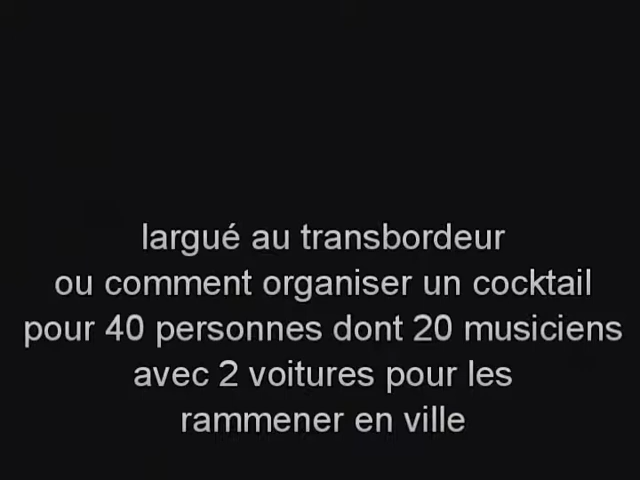 largué au transbordeur
ou comment organiser un cocktail
pour 40 personnes dont 20 musiciens
avec 2 voitures pour les
rammener en ville